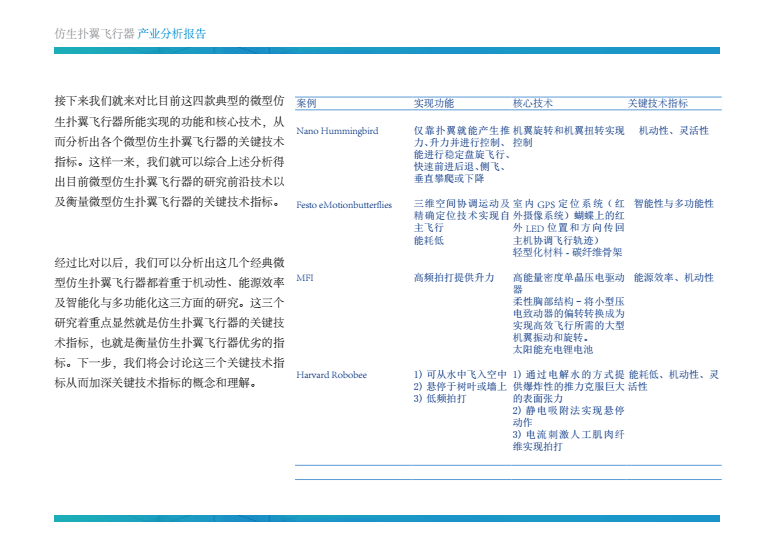 仿生扑翼飞行器 产业分析报告
接下来我们就来对比目前这四款典型的微型仿
生扑翼飞行器所能实现的功能和核心技术，从
而分析出各个微型仿生扑翼飞行器的关键技术
指标。这样一来，我们就可以综合上述分析得
出目前微型仿生扑翼飞行器的研究前沿技术以
及衡量微型仿生扑翼飞行器的关键技术指标。
经过比对以后，我们可以分析出这几个经典微
型仿生扑翼飞行器都着重于机动性、能源效率
及智能化与多功能化这三方面的研究。这三个
研究着重点显然就是仿生扑翼飞行器的关键技
术指标，也就是衡量仿生扑翼飞行器优劣的指
标。下一步，我们将会讨论这三个关键技术指
标从而加深关键技术指标的概念和理解。
案例 实现功能 核心技术 关键技术指标
Nano Hummingbird
仅靠扑翼就能产生推
力、升力并进行控制、
能进行稳定盘旋飞行、
快速前进后退、侧飞、
垂直攀爬或下降
机翼旋转和机翼扭转实现
控制
机动性、灵活性
Festo eMotionbutterflies
三维空间协调运动及
精确定位技术实现自
主飞行
能耗低
室内 GPS 定位系统（红
外摄像系统）蝴蝶上的红
外 LED 位置和方向传回
主机协调飞行轨迹）
轻型化材料 - 碳纤维骨架
智能性与多功能性
MFI
高频拍打提供升力
高能量密度单晶压电驱动
器
柔性胸部结构 – 将小型压
电致动器的偏转转换成为
实现高效飞行所需的大型
机翼振动和旋转。
太阳能充电锂电池
能源效率、机动性
Harvard Robobee
1) 可从水中飞入空中
2) 悬停于树叶或墙上
3) 低频拍打
1) 通过电解水的方式提
供爆炸性的推力克服巨大
的表面张力
2) 静电吸附法实现悬停
动作
3) 电流刺激人工肌肉纤
维实现拍打
能耗低、机动性、灵
活性